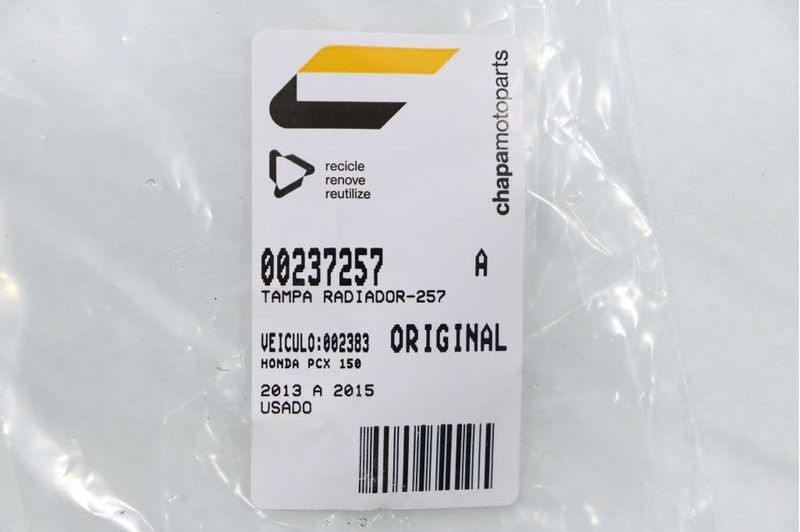 chapamotoparts
recicle
renove
reutilize
00237257 A
TAMPA RADIADOR-257
VEICULO:002383 ORIGINAL
HONDA PCX 150
2013 A 2015
USADO